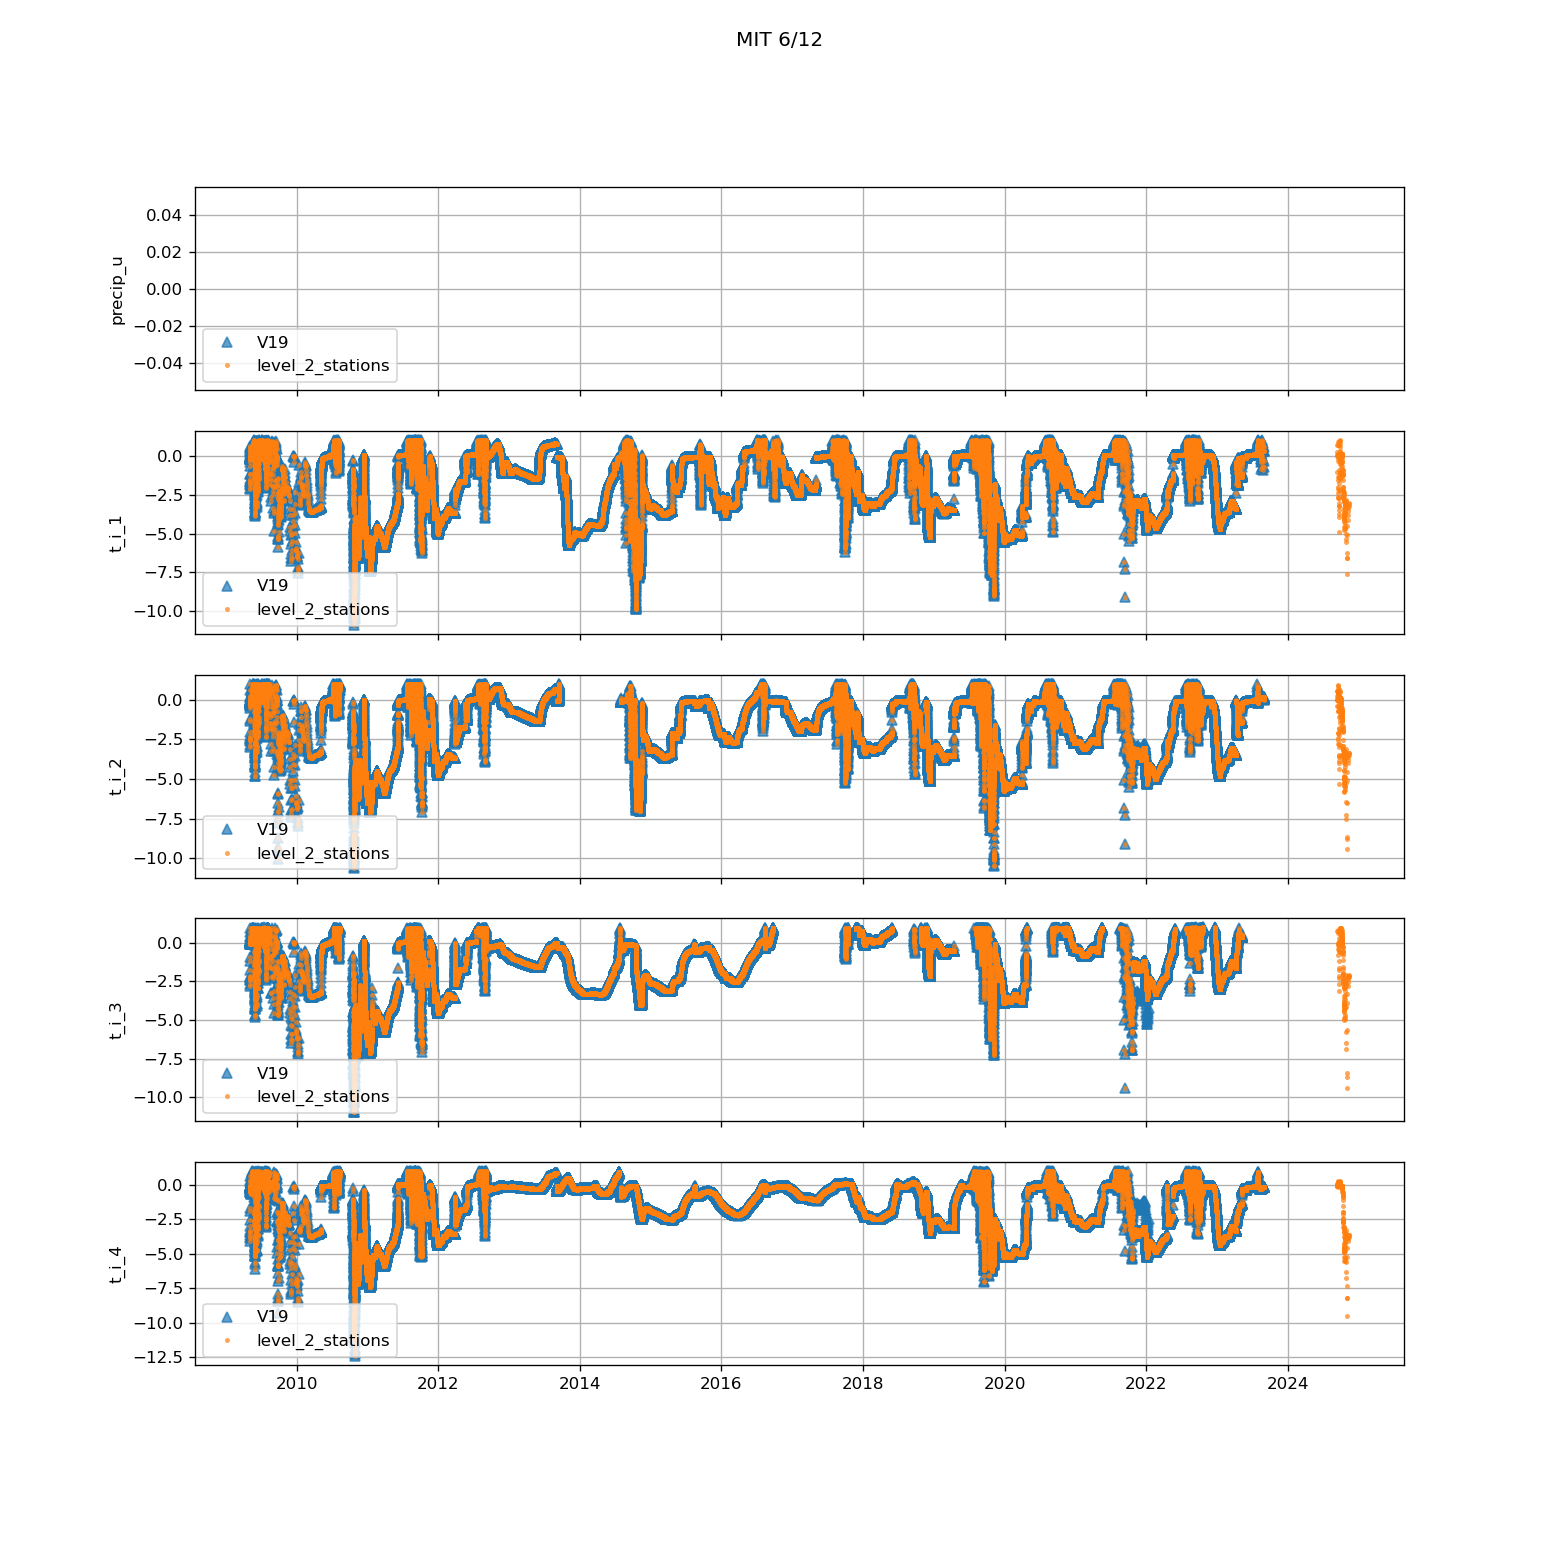 MIT 6/12
precip_u
0.04
0.02
0.00
−0.02
−0.04
V19
level_2_stations
t_i_1
0.0
−2.5
−5.0
−7.5
−10.0
V19
level_2_stations
t_i_2
0.0
−2.5
−5.0
−7.5
−10.0
V19
level_2_stations
t_i_3
0.0
−2.5
−5.0
−7.5
−10.0
V19
level_2_stations
t_i_4
0.0
−2.5
−5.0
−7.5
−10.0
−12.5
V19
level_2_stations
2010 2012 2014 2016 2018 2020 2022 2024